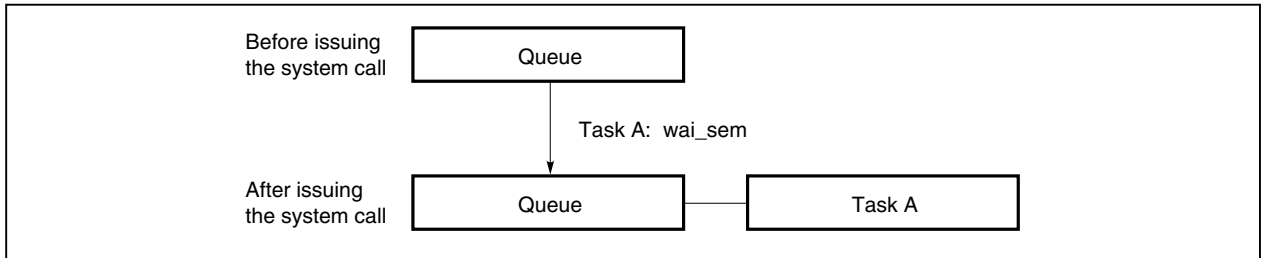 Before issuing
the system call
Queue
Task A: wai_sem
After issuing
the system call
Queue
Task A